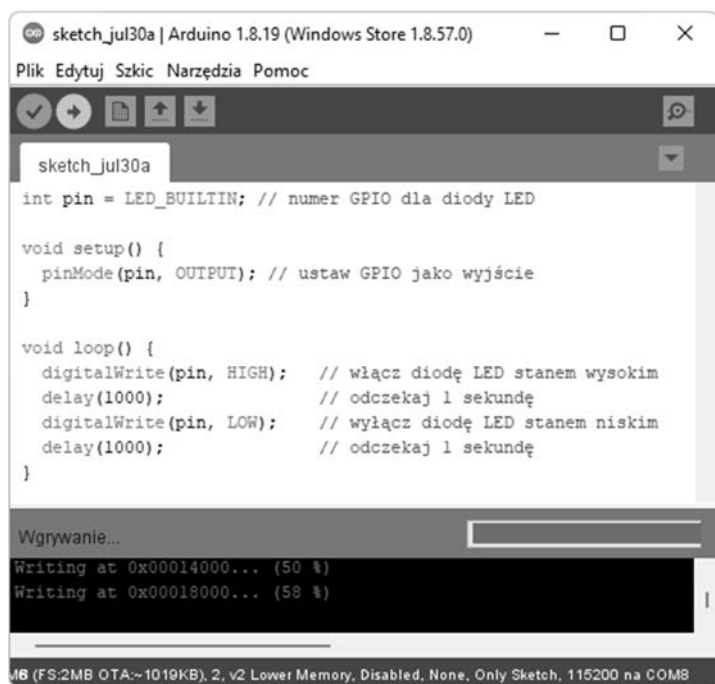 sketch_jul30a | Arduino 1.8.19 (Windows Store 1.8.57.0)
Plik Edytuj Szkic Narzędzia Pomoc
sketch_jul30a
int pin = LED_BUILTIN; // numer GPIO dla diody LED
void setup() {
pinMode(pin, OUTPUT); // ustaw GPIO jako wyjście
}
void loop() {
digitalWrite(pin, HIGH); // włącz diodę LED stanem wysokim
delay(1000); // odczekaj 1 sekundę
digitalWrite(pin, LOW); // wyłącz diodę LED stanem niskim
delay(1000); // odczekaj 1 sekundę
}
Wgrywanie...
Writing at 0x00014000... (50 %)
Writing at 0x00018000... (58 %)
(FS:2MB OTA:~1019KB), 2, v2 Lower Memory, Disabled, None, Only Sketch, 115200 na COM8